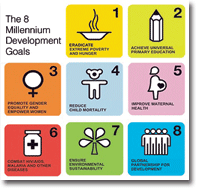 The 8
Millennium
Development
Goals
1
ERADICATE
EXTREME POVERTY
AND HUNGER
2
ACHIEVE UNIVERSAL
PRIMARY EDUCATION
3
PROMOTE GENDER
EQUALITY AND
EMPOWER WOMEN
4
REDUCE
CHILD MORTALITY
5
IMPROVE MATERNAL
HEALTH
6
COMBAT HIV/AIDS,
MALARIA AND OTHER
DISEASES
7
ENSURE
ENVIRONMENTAL
SUSTAINABILITY
8
GLOBAL
PARTNERSHIP FOR
DEVELOPMENT